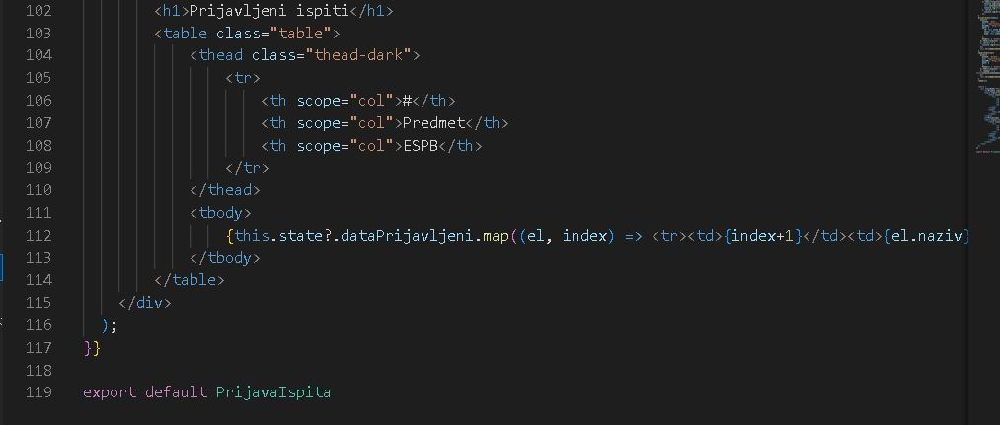 102 <h1>Prijavljeni ispiti</h1>
103 <table class="table">
104 <thead class="thead-dark">
105 <tr>
106 <th scope="col">#</th>
107 <th scope="col">Predmet</th>
108 <th scope="col">ESPB</th>
109 </tr>
110 </thead>
111 <tbody>
112 {this.state?.dataPrijavljeni.map((el, index) => <tr><td>{index+1}</td><td>{el.naziv}
113 </tbody>
114 </table>
115 </div>
116 );
117 }}
118
119 export default PrijavaIspita